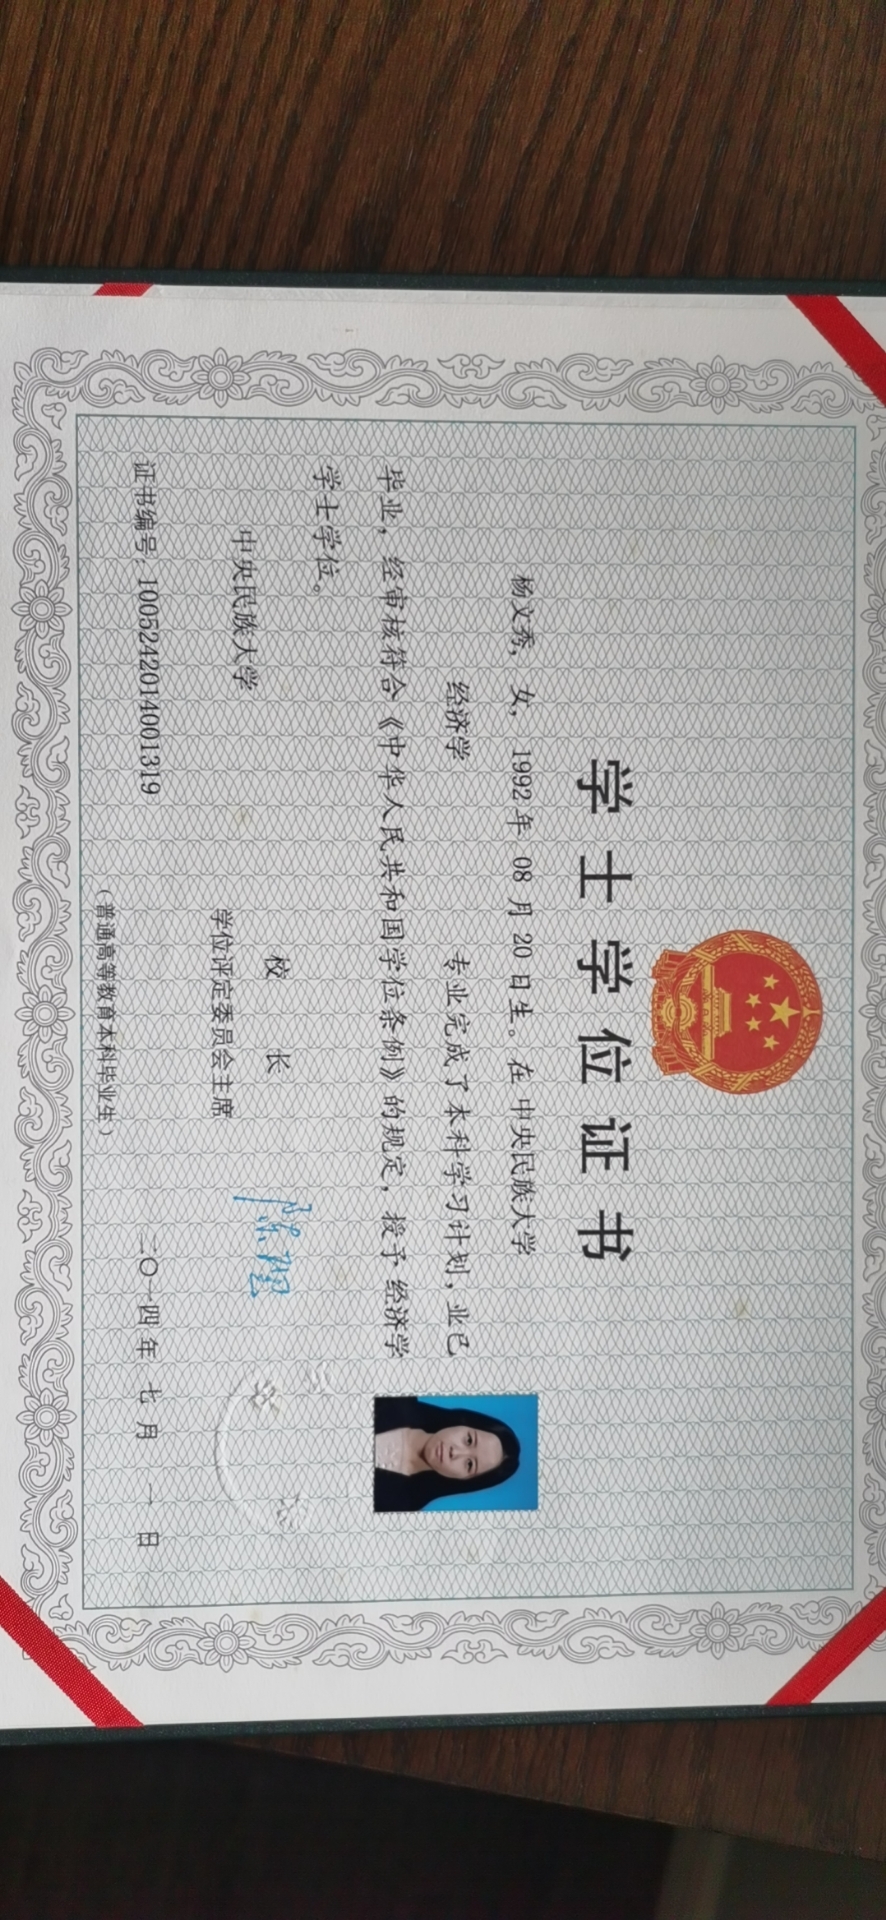 学士学位证书
杨文秀，女，1992年08月20日生。在中央民族大学
经济学 专业完成了本科学习计划，业已
毕业，经审核符合《中华人民共和国学位条例》的规定，授予经济学
学士学位。
中央民族大学
校长
学位评定委员会主席
证书编号：1005242014001319
二〇一四年七月一日
（普通高等教育本科毕业生）